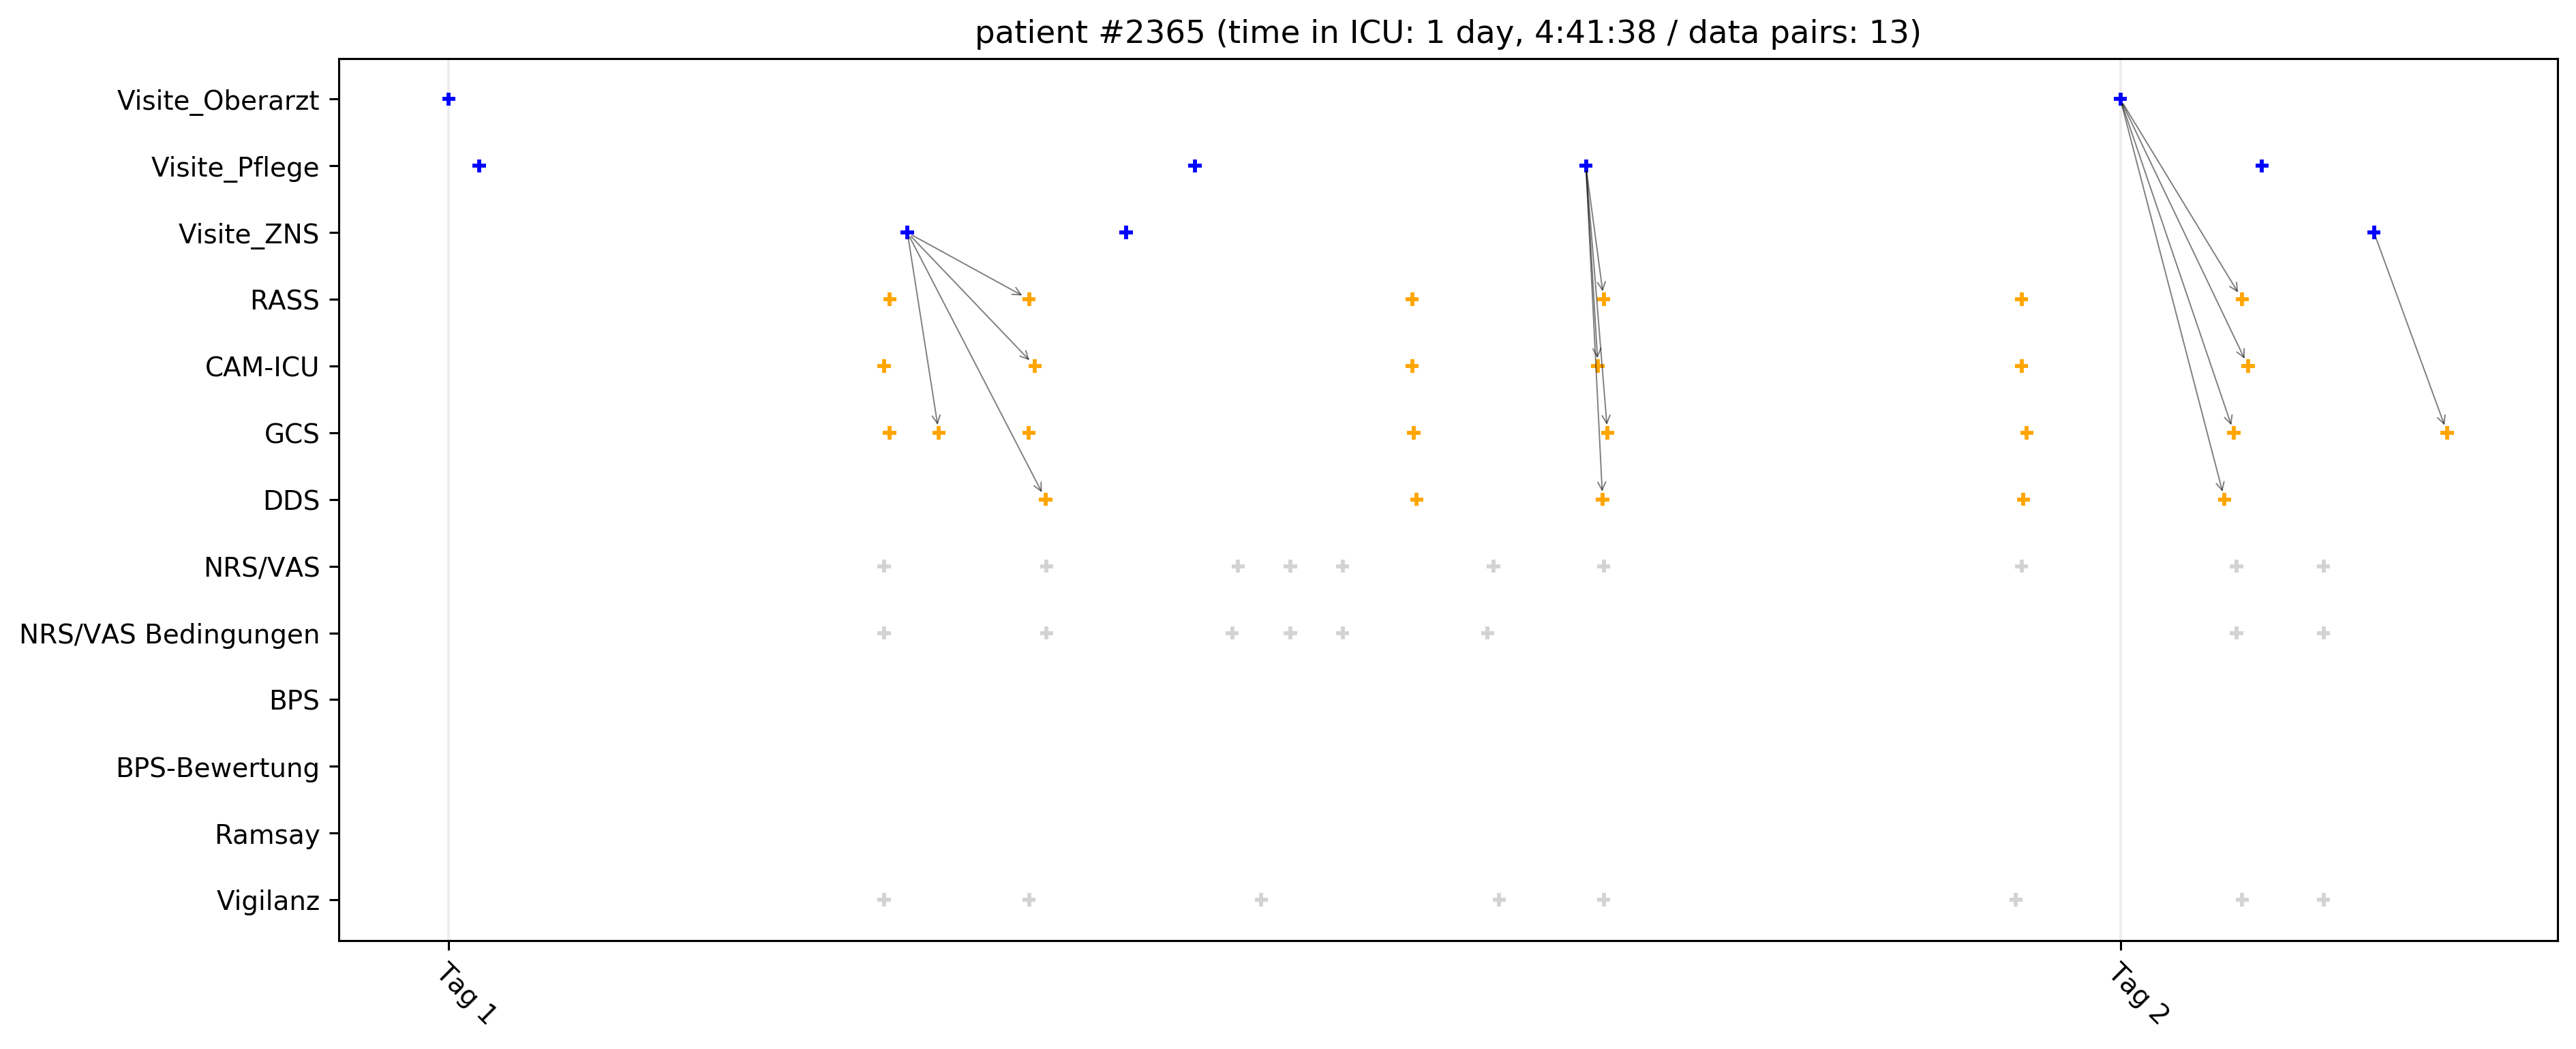 patient #2365 (time in ICU: 1 day, 4:41:38 / data pairs: 13)
Visite_Oberarzt
Visite_Pflege
Visite_ZNS
RASS
CAM-ICU
GCS
DDS
NRS/VAS
NRS/VAS Bedingungen
BPS
BPS-Bewertung
Ramsay
Vigilanz
Tag 1
Tag 2